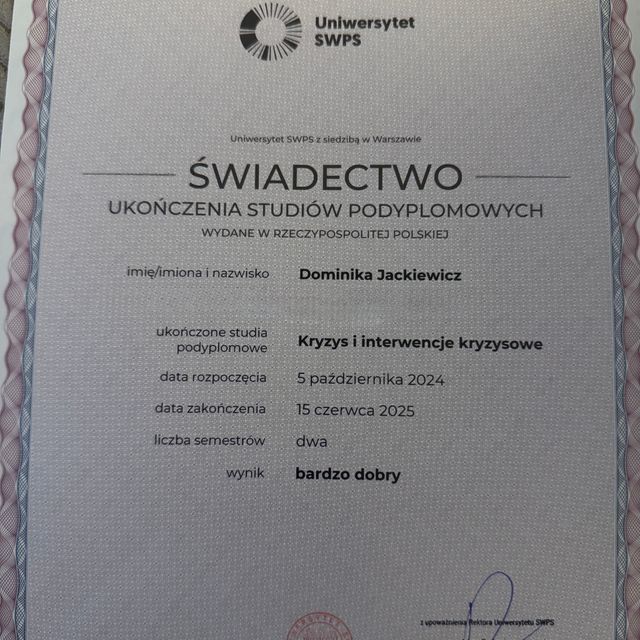 Uniwersytet
SWPS
Uniwersytet SWPS z siedzibą w Warszawie
ŚWIADECTWO
UKOŃCZENIA STUDIÓW PODYPLOMOWYCH
WYDANE W RZECZYPOSPOLITEJ POLSKIEJ
imię/imiona i nazwisko Dominika Jackiewicz
ukończone studia
podyplomowe Kryzys i interwencje kryzysowe
data rozpoczęcia 5 października 2024
data zakończenia 15 czerwca 2025
liczba semestrów dwa
wynik bardzo dobry
z upoważnienia Rektora Uniwersytetu SWPS